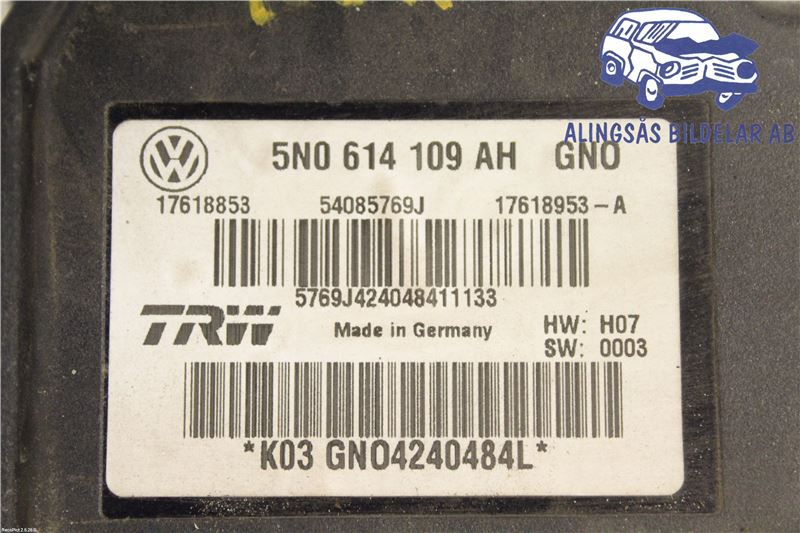 ALINGSÅS BILDELAR AB
5N0 614 109 AH GNO
17618853 54085769J 17618953-A
5769J424048411133
TRW Made in Germany HW: H07
SW: 0003
*K03 GNO4240484L*